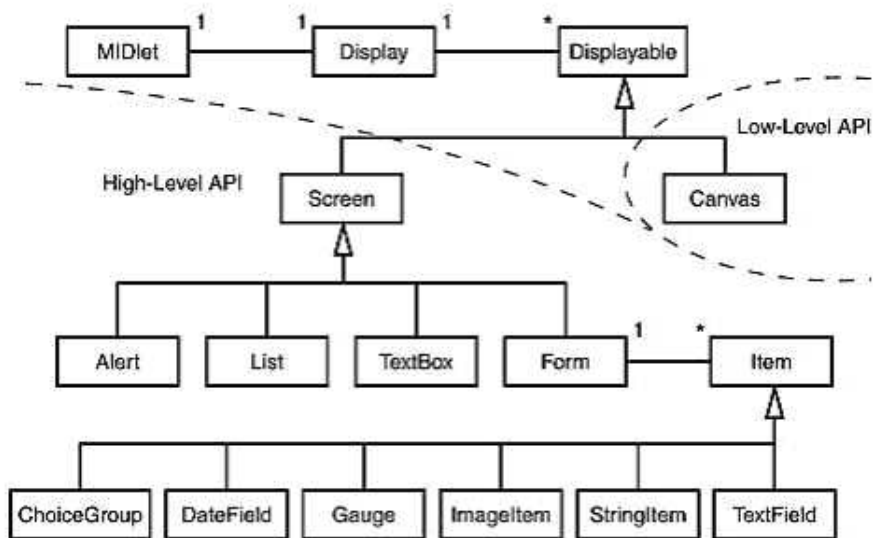 1 1 1 *
MIDlet Display Displayable
Low-Level API
High-Level API
Screen Canvas
1 *
Alert List TextBox Form Item
ChoiceGroup DateField Gauge ImageItem StringItem TextField